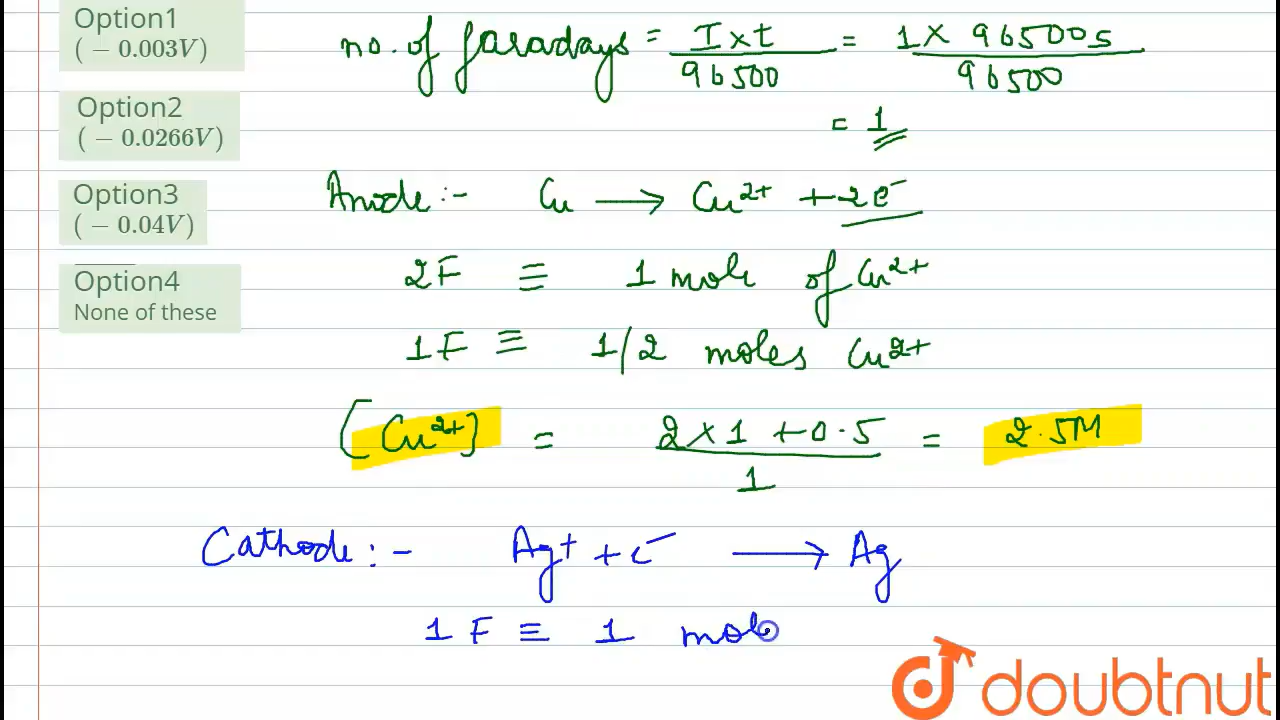 Option1
(−0.003V)
Option2
(−0.0266V)
Option3
(−0.04V)
Option4
None of these
no. of faradays = I x t / 96500 = 1 x 96500s / 96500
= 1
Anode :- Cu → Cu²⁺ + 2e⁻
2F ≡ 1 mole of Cu²⁺
1F ≡ 1/2 moles Cu²⁺
[Cu²⁺] = 2 x 1 + 0.5 / 1 = 2.5M
Cathode :- Ag⁺ + e⁻ → Ag
1 F ≡ 1 mole
doubtnut